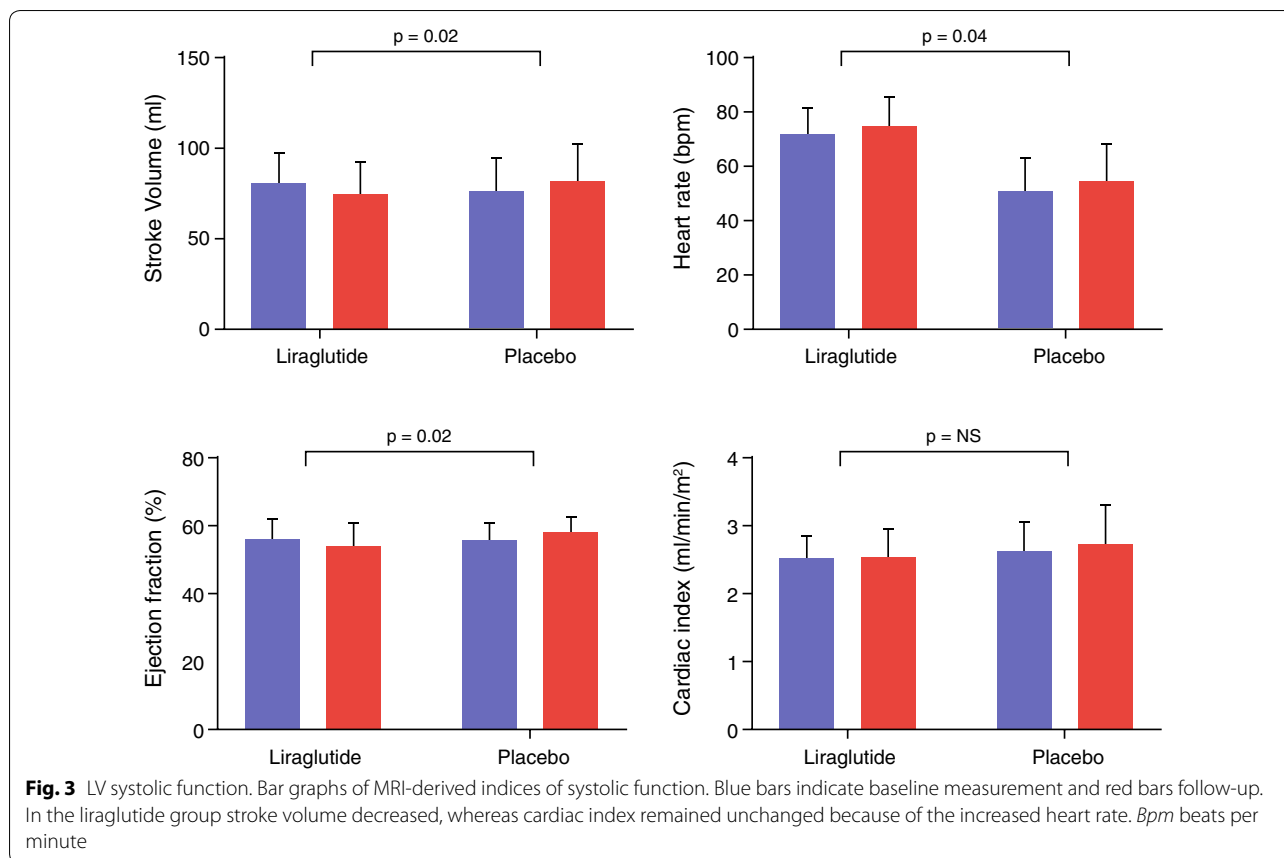 p = 0.02
150
100
50
0
Stroke Volume (ml)
Liraglutide Placebo
p = 0.04
100
80
60
40
20
0
Heart rate (bpm)
Liraglutide Placebo
p = 0.02
80
60
40
20
0
Ejection fraction (%)
Liraglutide Placebo
p = NS
4
3
2
1
0
Cardiac index (ml/min/m²)
Liraglutide Placebo
Fig. 3 LV systolic function. Bar graphs of MRI-derived indices of systolic function. Blue bars indicate baseline measurement and red bars follow-up.
In the liraglutide group stroke volume decreased, whereas cardiac index remained unchanged because of the increased heart rate. Bpm beats per
minute